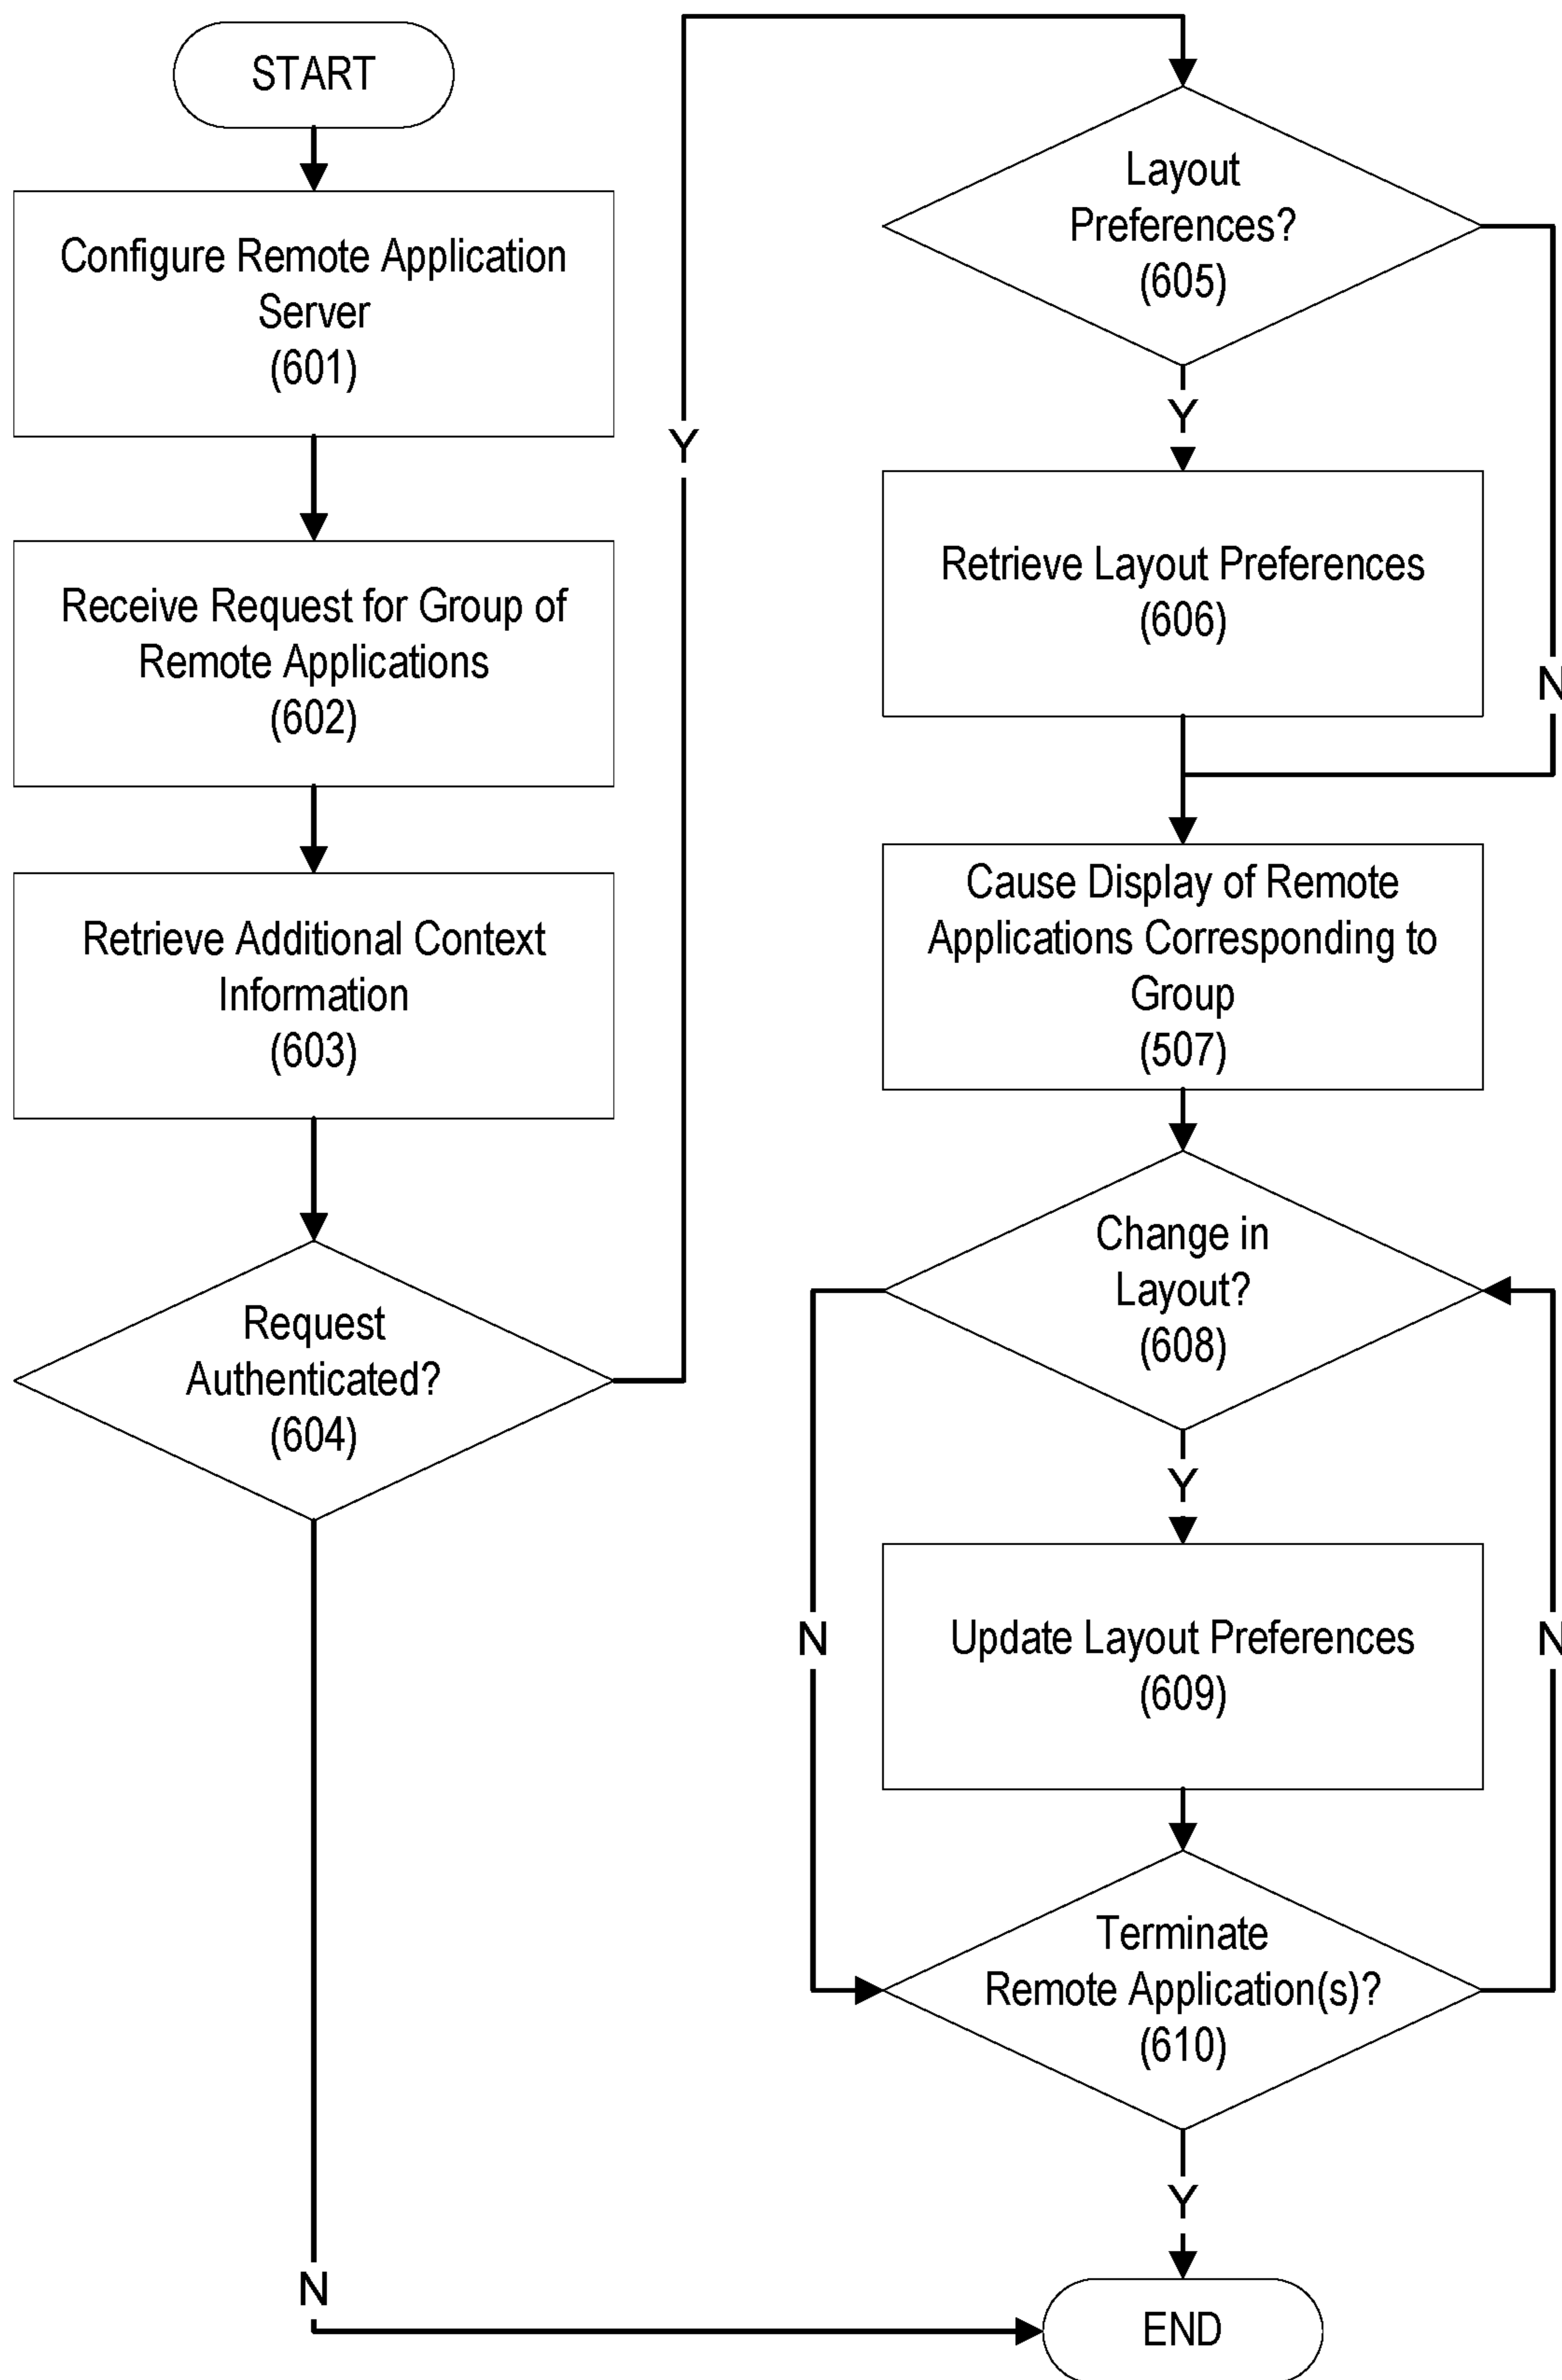 START
Configure Remote Application
Server
(601)
Receive Request for Group of
Remote Applications
(602)
Retrieve Additional Context
Information
(603)
Request
Authenticated?
(604)
Y
N
Layout
Preferences?
(605)
Y
N
Retrieve Layout Preferences
(606)
Cause Display of Remote
Applications Corresponding to
Group
(507)
Change in
Layout?
(608)
Y
N
Update Layout Preferences
(609)
N
Terminate
Remote Application(s)?
(610)
Y
END